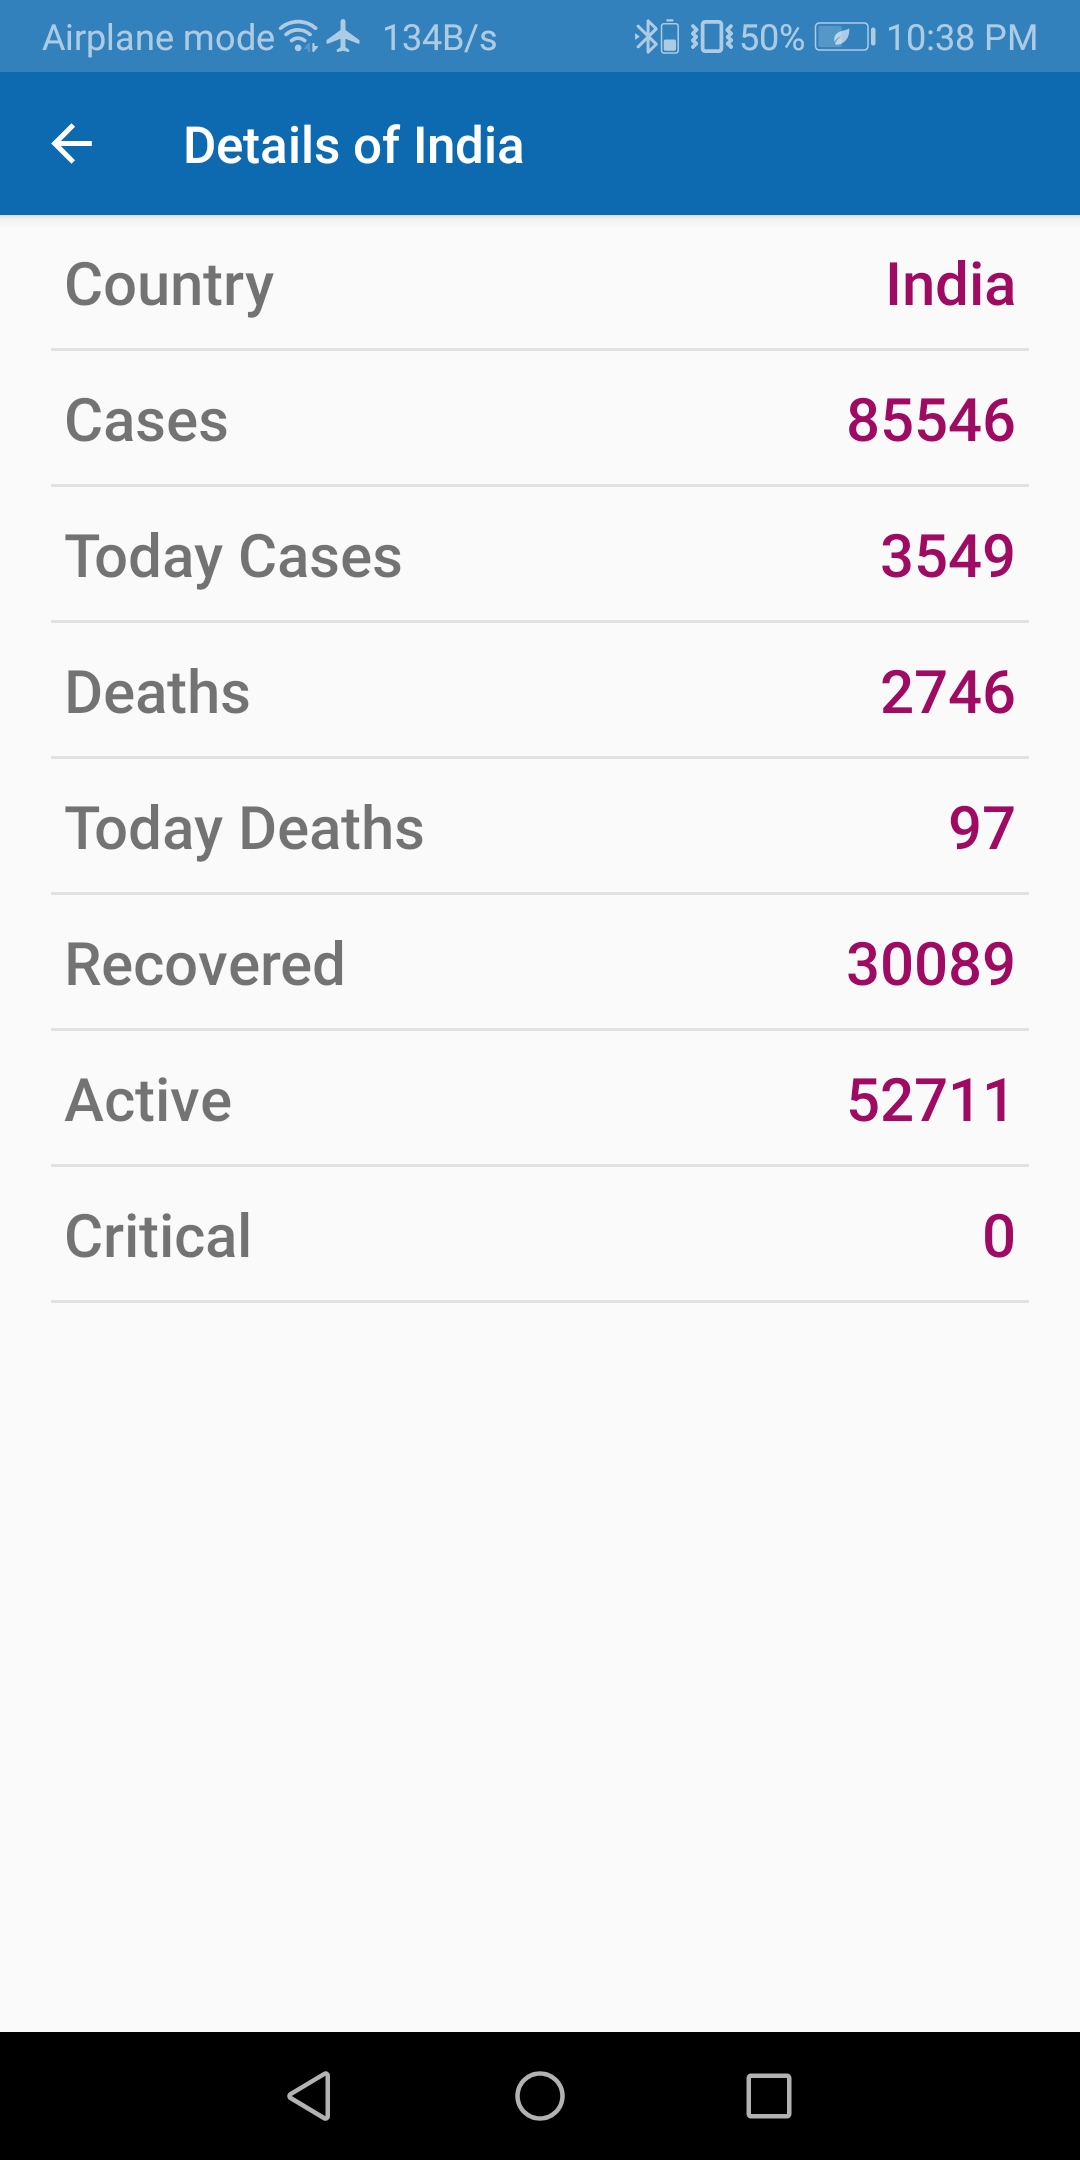 Airplane mode 134B/s 50% 10:38 PM
Details of India
Country India
Cases 85546
Today Cases 3549
Deaths 2746
Today Deaths 97
Recovered 30089
Active 52711
Critical 0